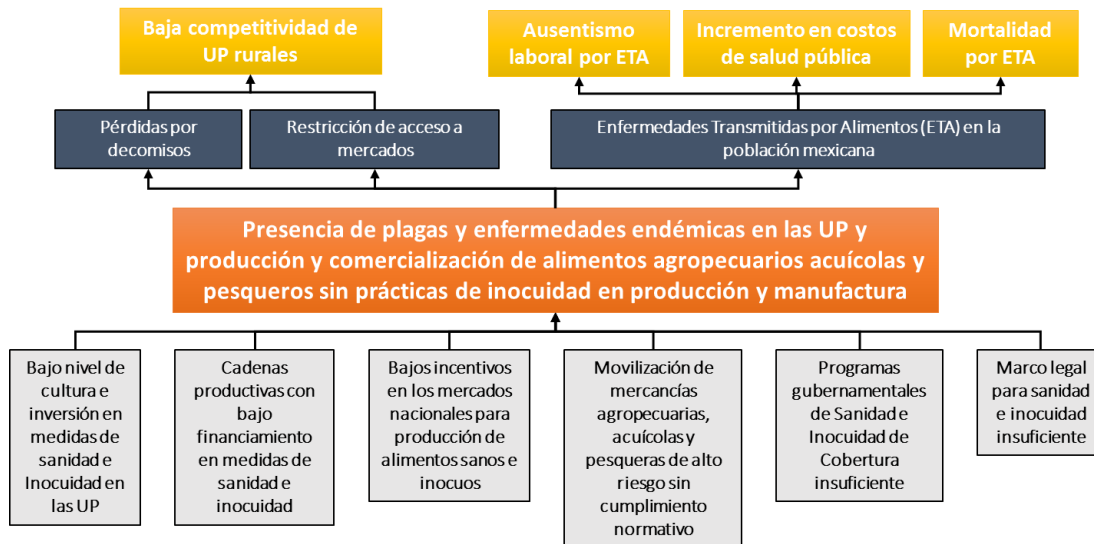 Baja competitividad de
UP rurales
Ausentismo
laboral por ETA
Incremento en costos
de salud pública
Mortalidad
por ETA
Pérdidas por
decomisos
Restricción de acceso a
mercados
Enfermedades Transmitidas por Alimentos (ETA) en la
población mexicana
Presencia de plagas y enfermedades endémicas en las UP y
producción y comercialización de alimentos agropecuarios acuícolas y
pesqueros sin prácticas de inocuidad en producción y manufactura
Bajo nivel de
cultura e
inversión en
medidas de
sanidad e
Inocuidad en
las UP
Cadenas
productivas con
bajo
financiamiento
en medidas de
sanidad e
inocuidad
Bajos incentivos
en los mercados
nacionales para
producción de
alimentos sanos e
inocuos
Movilización de
mercancías
agropecuarias,
acuícolas y
pesqueras de alto
riesgo sin
cumplimiento
normativo
Programas
gubernamentales
de Sanidad e
Inocuidad de
Cobertura
insuficiente
Marco legal
para sanidad
e inocuidad
insuficiente